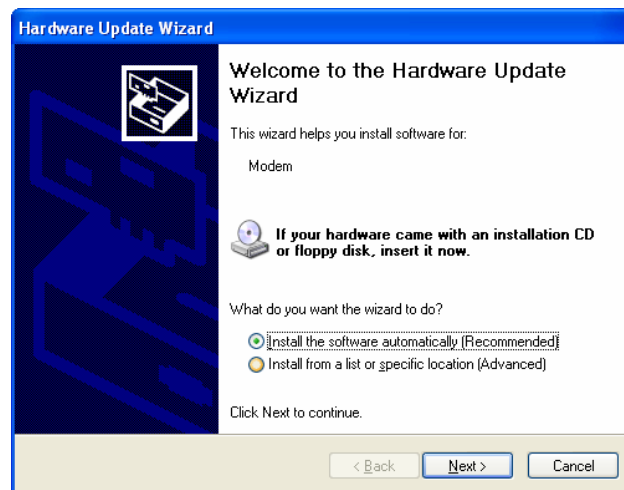 Hardware Update Wizard
Welcome to the Hardware Update
Wizard
This wizard helps you install software for:
Modem
If your hardware came with an installation CD
or floppy disk, insert it now.
What do you want the wizard to do?
Install the software automatically (Recommended)
Install from a list or specific location (Advanced)
Click Next to continue.
< Back
Next >
Cancel